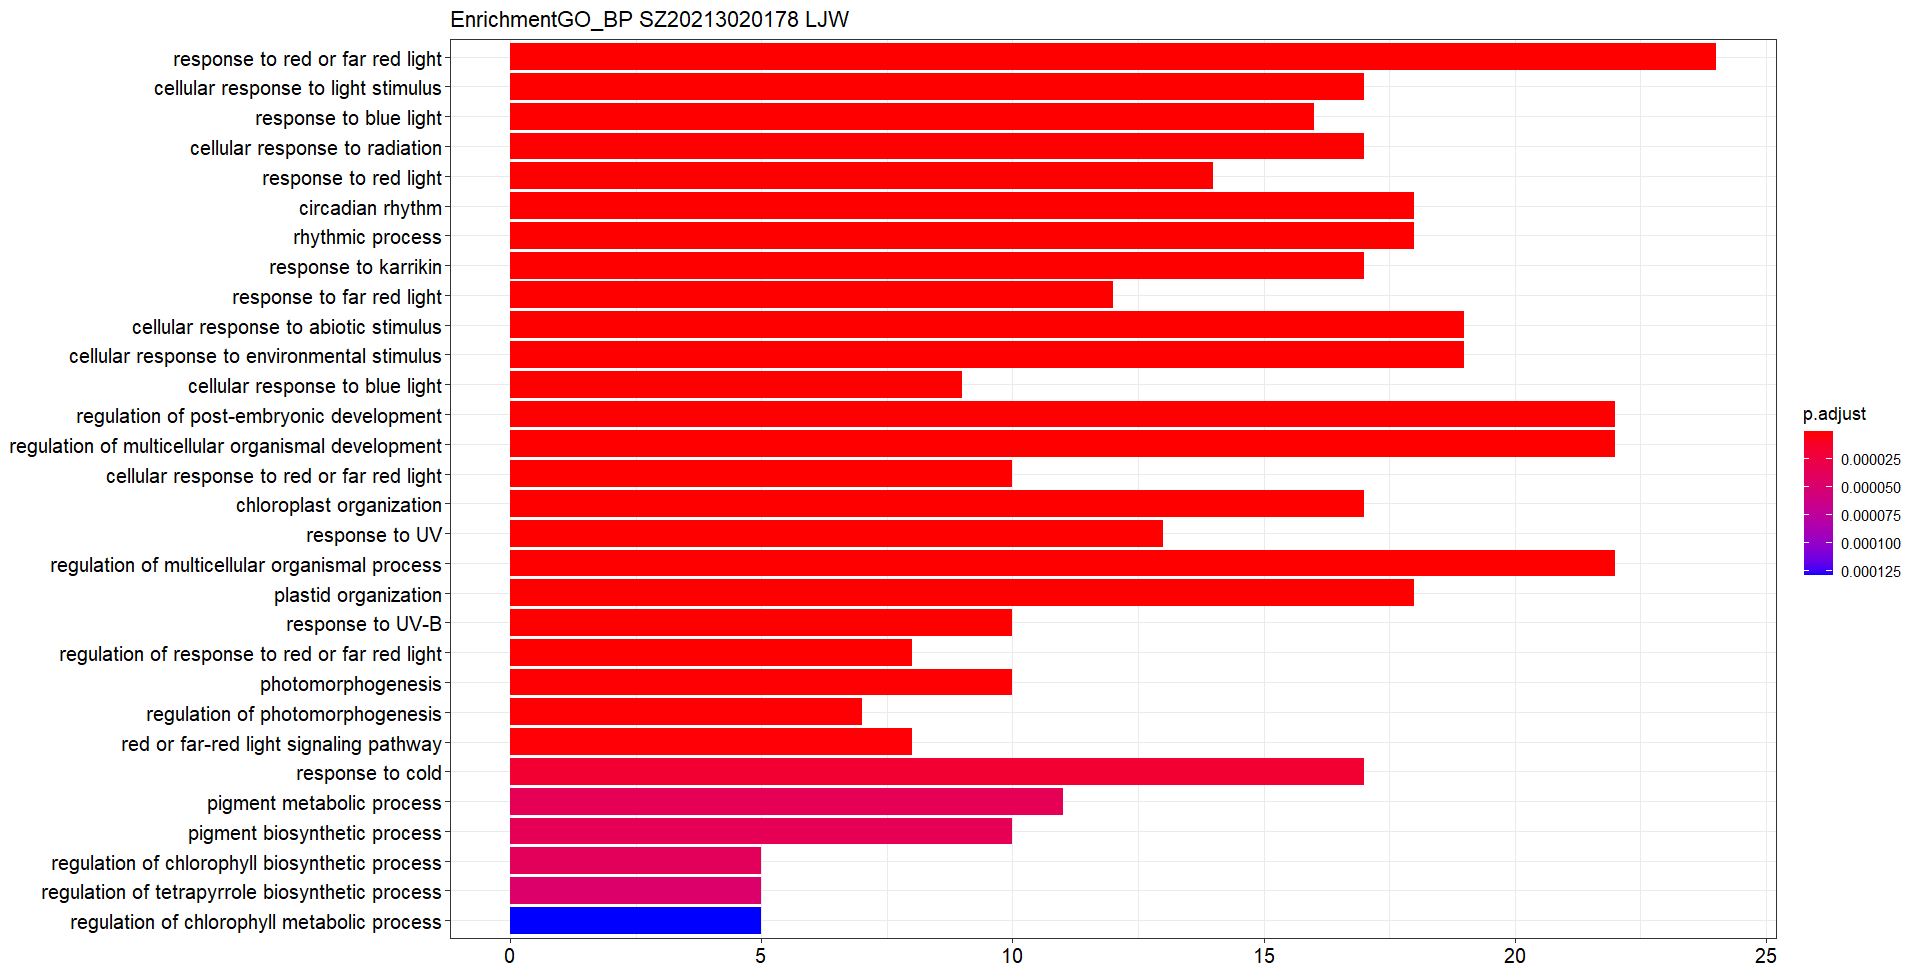 EnrichmentGO_BP SZ20213020178 LJW
response to red or far red light
cellular response to light stimulus
response to blue light
cellular response to radiation
response to red light
circadian rhythm
rhythmic process
response to karrikin
response to far red light
cellular response to abiotic stimulus
cellular response to environmental stimulus
cellular response to blue light
regulation of post-embryonic development
regulation of multicellular organismal development
cellular response to red or far red light
chloroplast organization
response to UV
regulation of multicellular organismal process
plastid organization
response to UV-B
regulation of response to red or far red light
photomorphogenesis
regulation of photomorphogenesis
red or far-red light signaling pathway
response to cold
pigment metabolic process
pigment biosynthetic process
regulation of chlorophyll biosynthetic process
regulation of tetrapyrrole biosynthetic process
regulation of chlorophyll metabolic process
0 5 10 15 20 25
p.adjust
0.000025
0.000050
0.000075
0.000100
0.000125